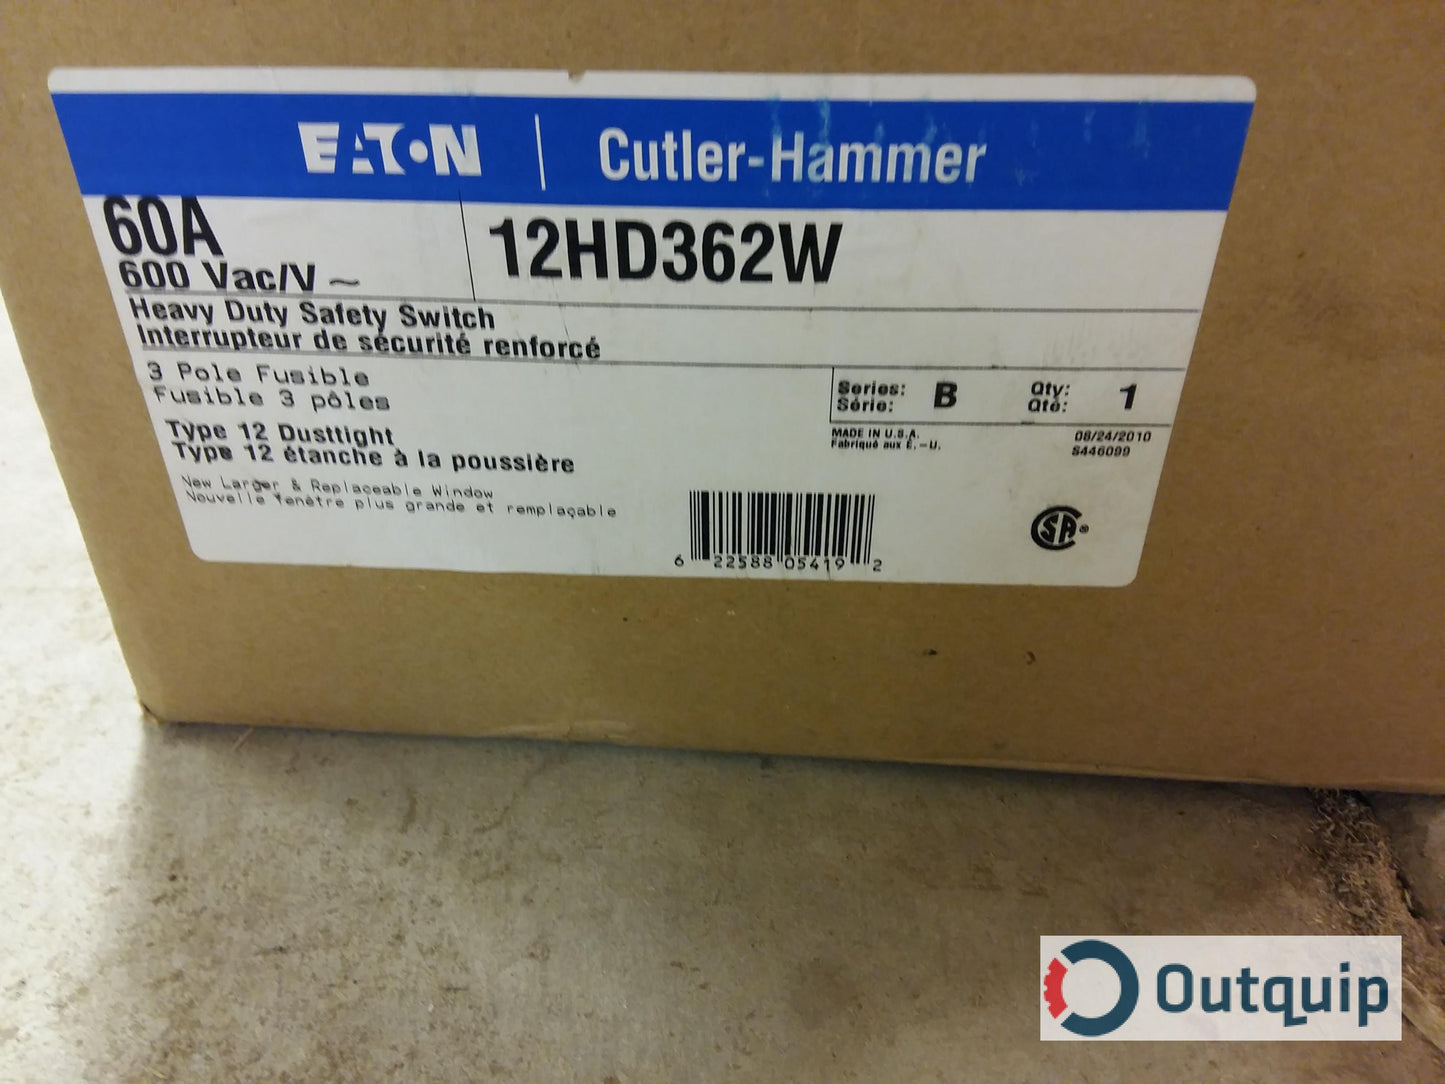 EATON | Cutler-Hammer
60A
600 Vac/V ~
12HD362W
Heavy Duty Safety Switch
Interrupteur de sécurité renforcé
3 Pole Fusible
Fusible 3 pôles
Type 12 Dusttight
Type 12 étanche à la poussière
New Larger & Replaceable Window
Nouvelle fenêtre plus grande et remplaçable
Series: B
Série:
Qty: 1
Qté:
MADE IN U.S.A.
Fabriqué aux É.-U.
08/24/2010
S446099
6 22588 05419 2
SA®
Outquip